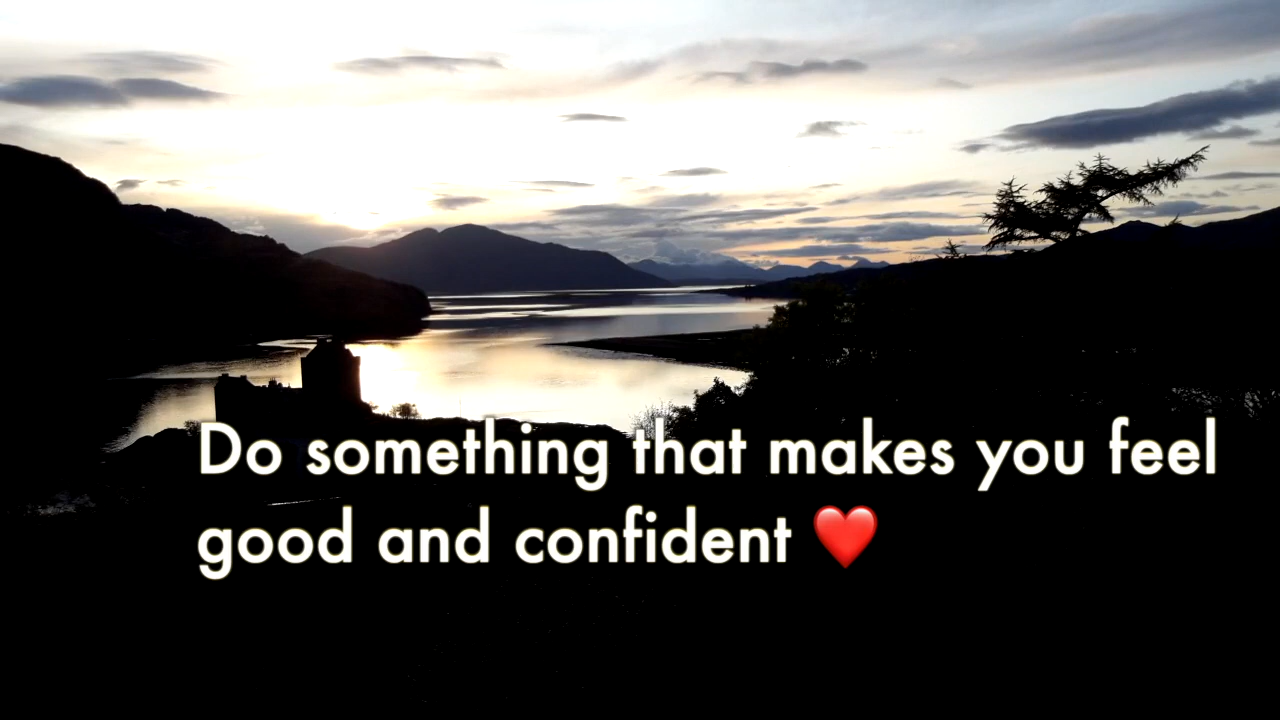 Do something that makes you feel
good and confident ❤️